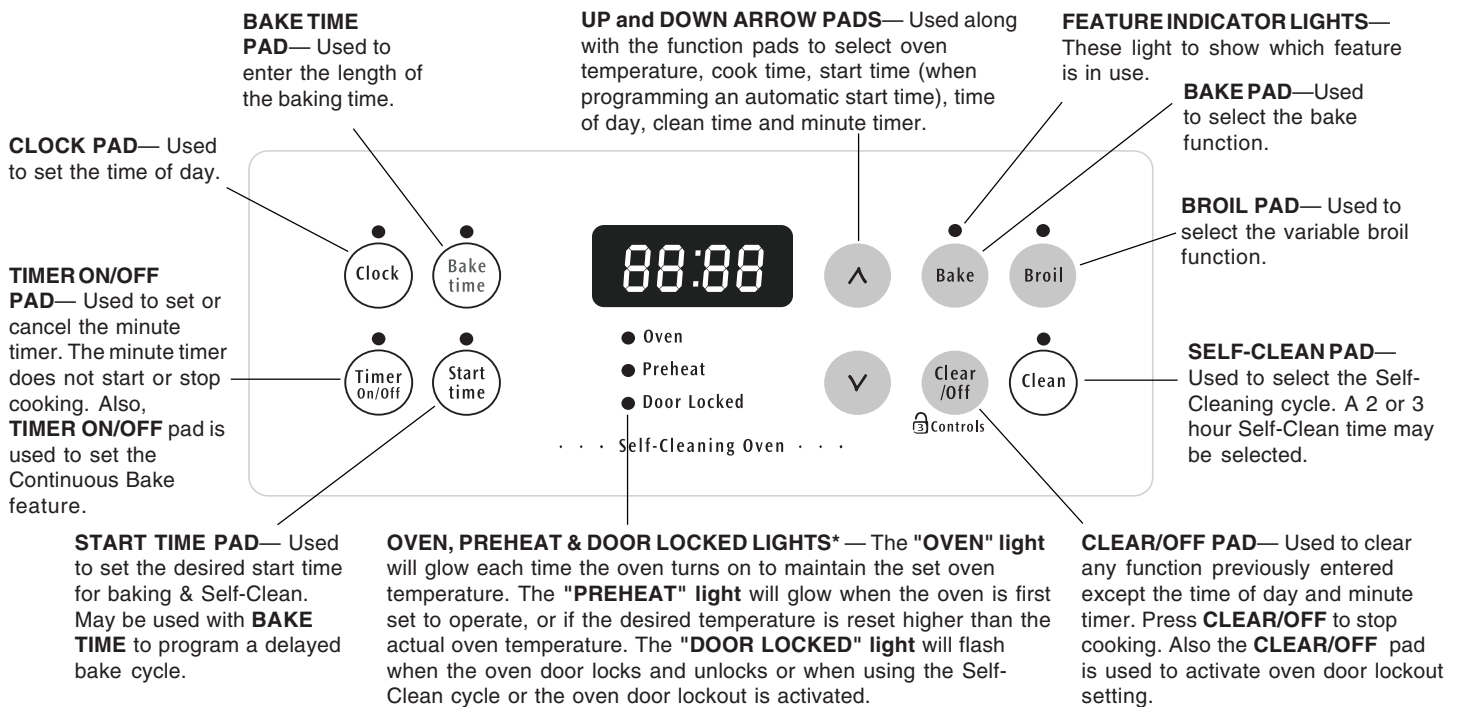 BAKE TIME
PAD— Used to
enter the length of
the baking time.
UP and DOWN ARROW PADS— Used along
with the function pads to select oven
temperature, cook time, start time (when
programming an automatic start time), time
of day, clean time and minute timer.
FEATURE INDICATOR LIGHTS—
These light to show which feature
is in use.
BAKE PAD—Used
to select the bake
function.
CLOCK PAD— Used
to set the time of day.
BROIL PAD— Used to
select the variable broil
function.
TIMER ON/OFF
PAD— Used to set or
cancel the minute
timer. The minute timer
does not start or stop
cooking. Also,
TIMER ON/OFF pad is
used to set the
Continuous Bake
feature.
Clock
Bake
time
88:88
Bake
Broil
Timer
On/Off
Start
time
Oven
Preheat
Door Locked
Clear
/Off
3 Controls
Clean
· · · Self-Cleaning Oven · · ·
SELF-CLEAN PAD—
Used to select the Self-
Cleaning cycle. A 2 or 3
hour Self-Clean time may
be selected.
START TIME PAD— Used
to set the desired start time
for baking & Self-Clean.
May be used with BAKE
TIME to program a delayed
bake cycle.
OVEN, PREHEAT & DOOR LOCKED LIGHTS* — The "OVEN" light
will glow each time the oven turns on to maintain the set oven
temperature. The "PREHEAT" light will glow when the oven is first
set to operate, or if the desired temperature is reset higher than the
actual oven temperature. The "DOOR LOCKED" light will flash
when the oven door locks and unlocks or when using the Self-
Clean cycle or the oven door lockout is activated.
CLEAR/OFF PAD— Used to clear
any function previously entered
except the time of day and minute
timer. Press CLEAR/OFF to stop
cooking. Also the CLEAR/OFF pad
is used to activate oven door lockout
setting.